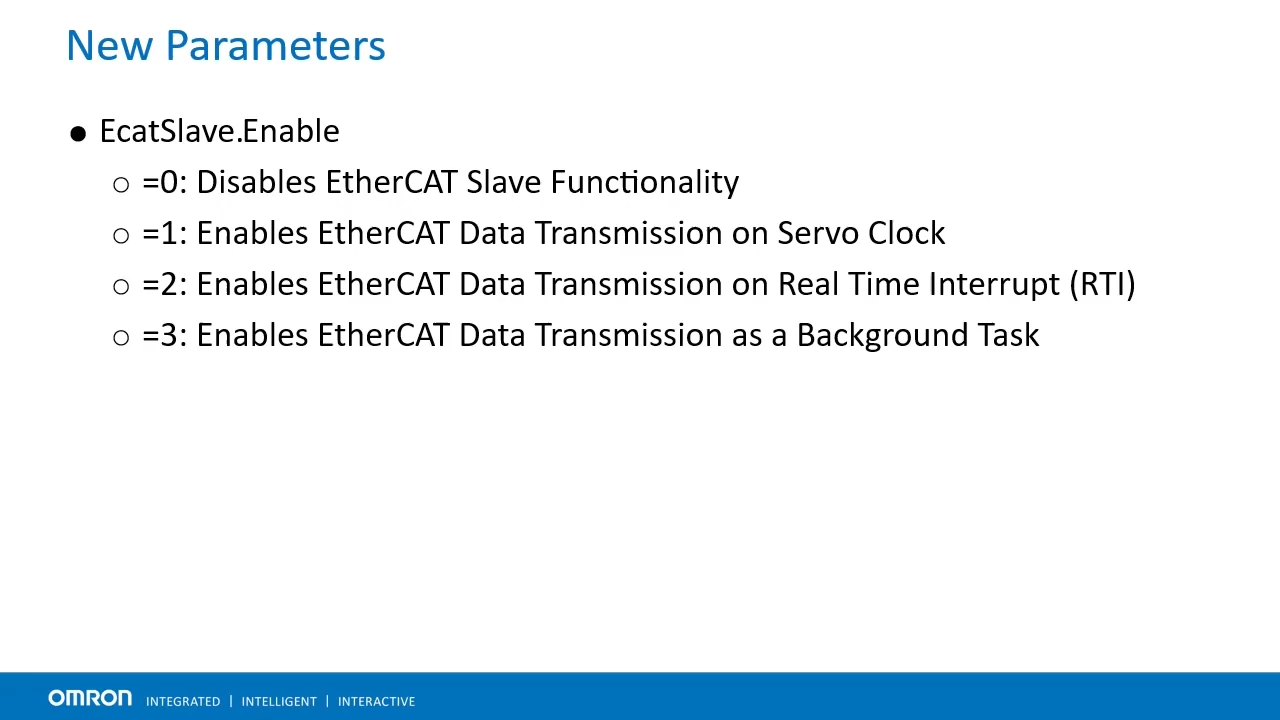 New Parameters
● EcatSlave.Enable
○ =0: Disables EtherCAT Slave Functionality
○ =1: Enables EtherCAT Data Transmission on Servo Clock
○ =2: Enables EtherCAT Data Transmission on Real Time Interrupt (RTI)
○ =3: Enables EtherCAT Data Transmission as a Background Task
OMRON INTEGRATED | INTELLIGENT | INTERACTIVE